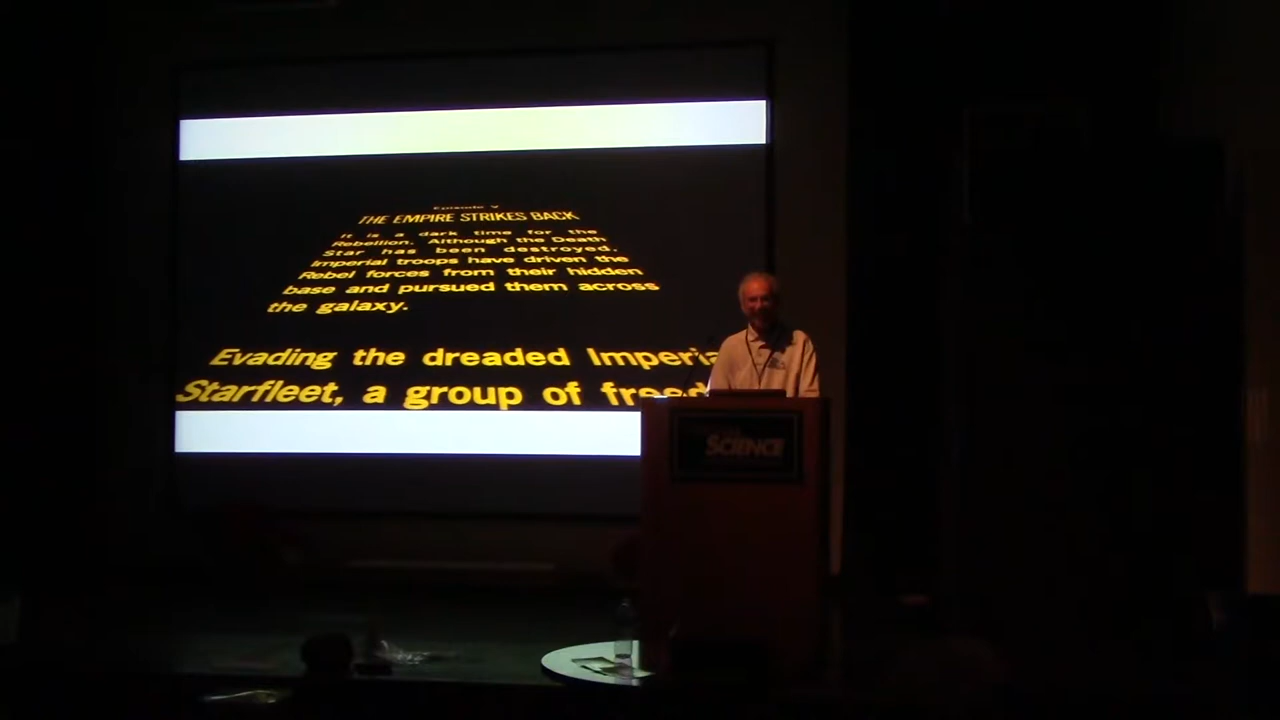 Episode V
THE EMPIRE STRIKES BACK
It is a dark time for the
Rebellion. Although the Death
Star has been destroyed,
Imperial troops have driven the
Rebel forces from their hidden
base and pursued them across
the galaxy.
Evading the dreaded Imperia
Starfleet, a group of freed
SCIENCE